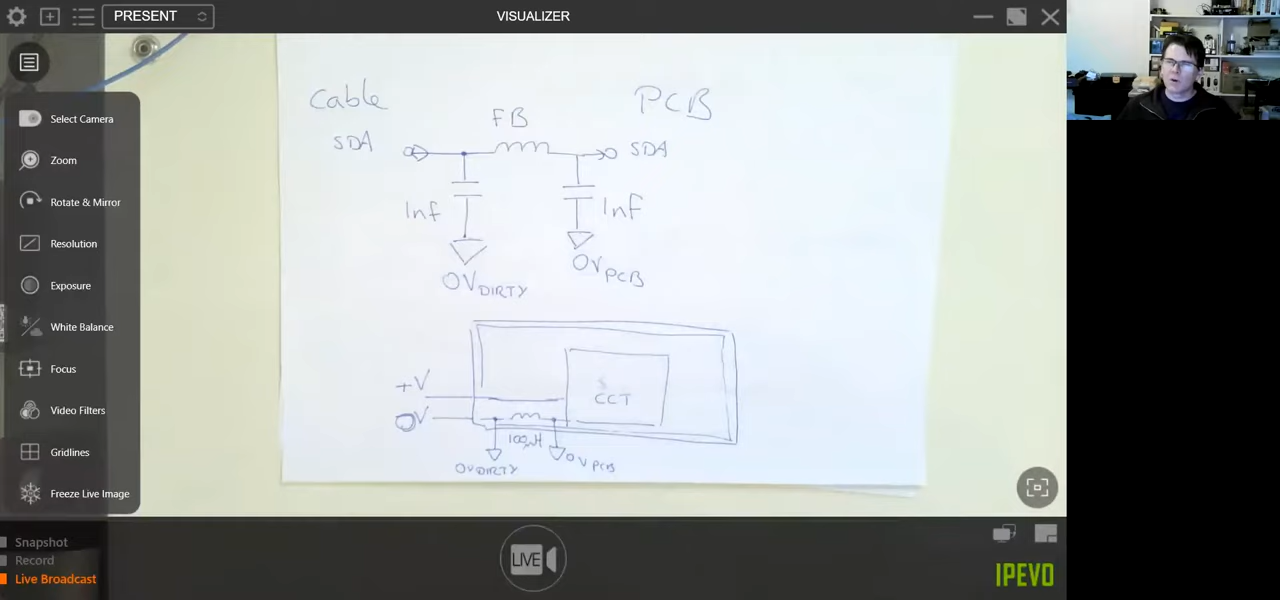 PRESENT
VISUALIZER
Select Camera
Zoom
Rotate & Mirror
Resolution
Exposure
White Balance
Focus
Video Filters
Gridlines
Freeze Live Image
Snapshot
Record
Live Broadcast
LIVE
IPEVO
Cable
PCB
FB
SDA
SDA
1nf
1nf
0V DIRTY
0V PCB
+V
0V
CCT
100µH
0V DIRTY
0V PCB